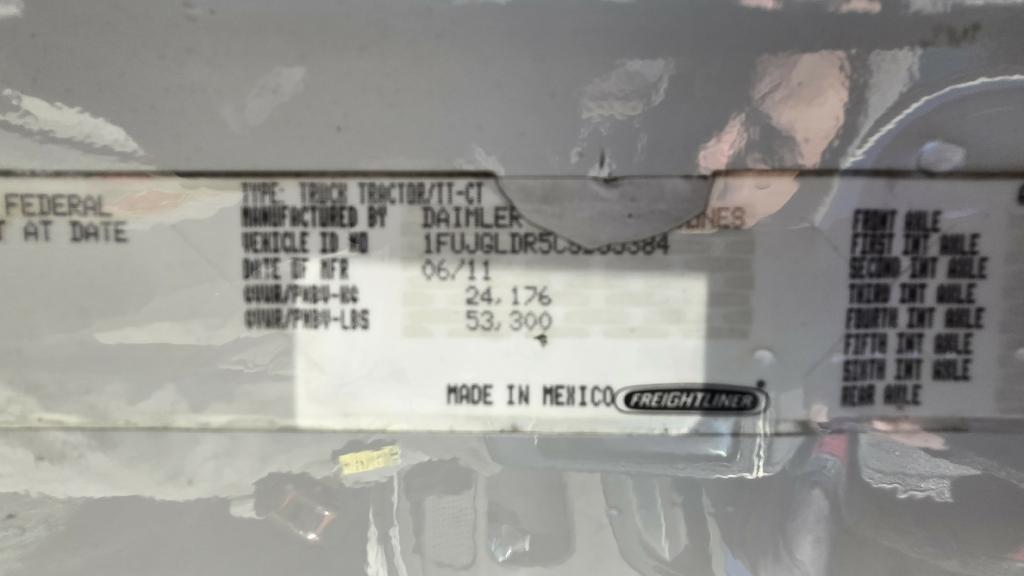 FEDERAL
AT DATE
TYPE: TRUCK TRACTOR/TT-CT
MANUFACTURED BY DAIMLER
VEHICLE ID NO
DATE OF MFR 06/11
GVWR/PNBV-KG 24,176
GVWR/PNBV-LBS 53,300
MADE IN MEXICO FREIGHTLINER
FRONT AXLE
FIRST INT AXLE
SECOND INT AXLE
THIRD INT AXLE
FOURTH INT AXLE
FIFTH INT AXLE
SIXTH INT AXLE
REAR AXLE